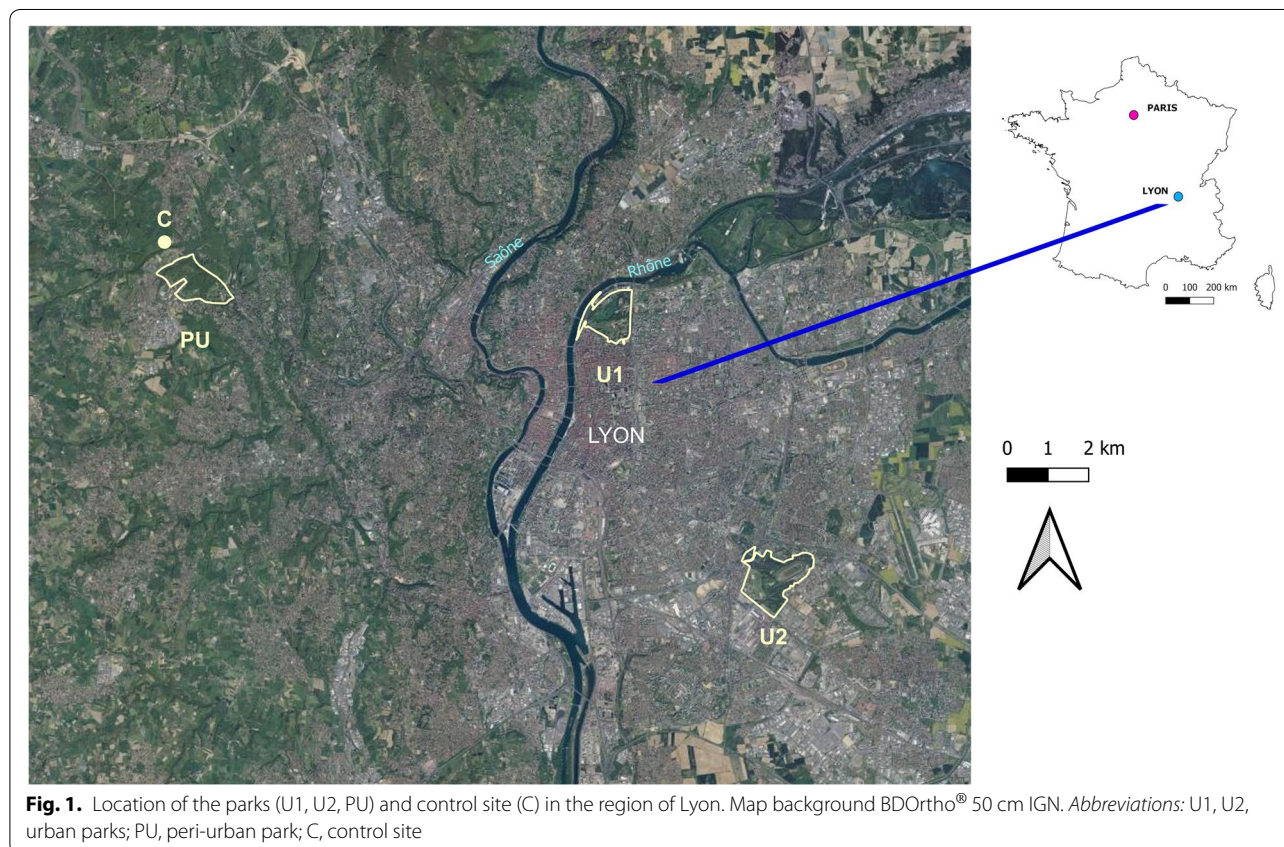 PARIS
LYON
0 100 200 km
C
PU
Saône
Rhône
U1
LYON
U2
0 1 2 km
Fig. 1. Location of the parks (U1, U2, PU) and control site (C) in the region of Lyon. Map background BDOrtho® 50 cm IGN. Abbreviations: U1, U2,
urban parks; PU, peri-urban park; C, control site